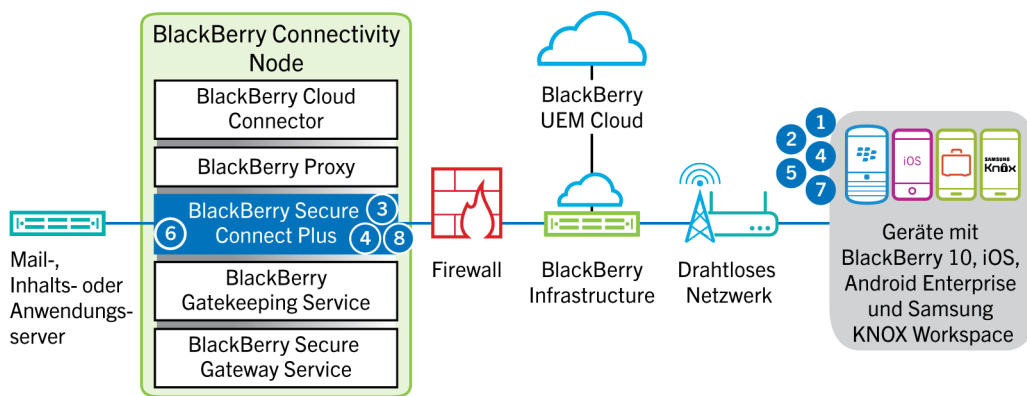 BlackBerry Connectivity
Node
BlackBerry Cloud
Connector
BlackBerry Proxy
BlackBerry Secure
Connect Plus
3
6
4
8
BlackBerry
Gatekeeping Service
BlackBerry Secure
Gateway Service
Mail-,
Inhalts- oder
Anwendungs-
server
Firewall
BlackBerry
UEM Cloud
BlackBerry
Infrastructure
Drahtloses
Netzwerk
1
2
4
5
7
iOS
SAMSUNG
Knox
Geräte mit
BlackBerry 10, iOS,
Android Enterprise
und Samsung
KNOX Workspace